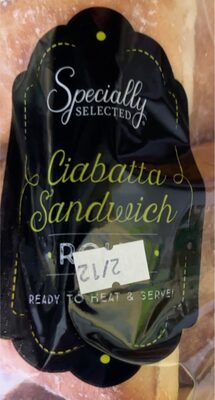 Specially
SELECTED
Ciabatta
Sandwich
2/12
READY TO HEAT & SERVE!